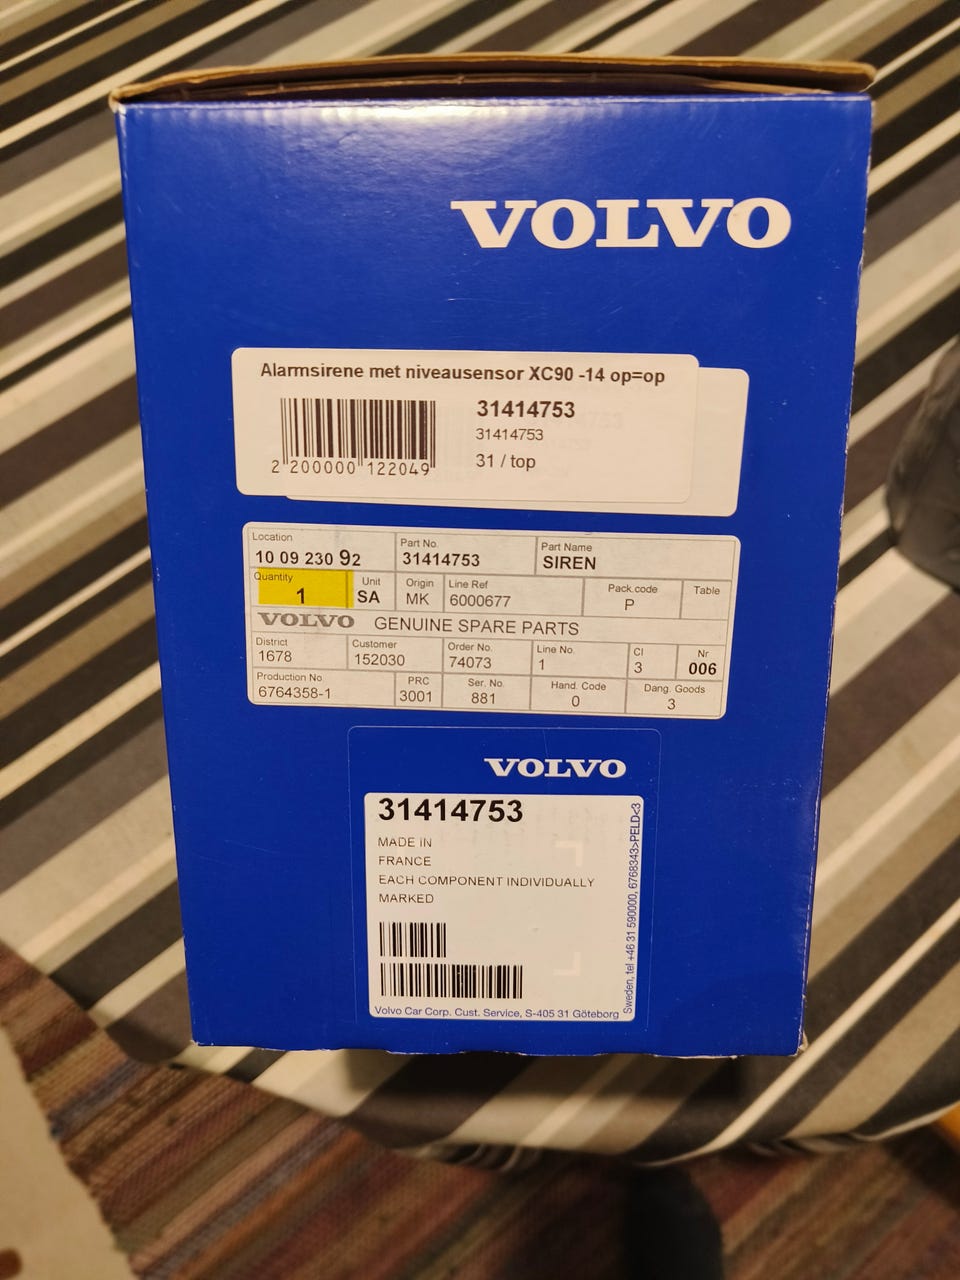 VOLVO
Alarmsirene met niveausensor XC90 -14 op=op
31414753
31414753
2 200000 122049
31 / top
Location
10 09 230 92
Part No.
31414753
Part Name
SIREN
Quantity
1
Unit
SA
Origin
MK
Line Ref
6000677
Pack.code
P
Table
VOLVO GENUINE SPARE PARTS
District
1678
Customer
152030
Order No.
74073
Line No.
1
CI
3
Nr
006
Production No.
6764358-1
PRC
3001
Ser. No.
881
Hand. Code
0
Dang. Goods
3
VOLVO
31414753
MADE IN
FRANCE
EACH COMPONENT INDIVIDUALLY
MARKED
Volvo Car Corp. Cust. Service, S-405 31 Göteborg
Sweden, tel +46 31 590000, 6768343>PELD<3